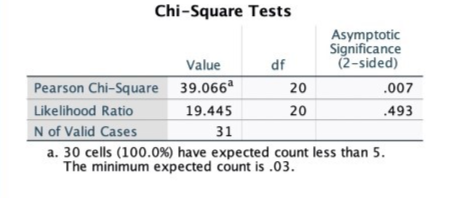 Chi-Square Tests
Value df Asymptotic Significance (2-sided)
Pearson Chi-Square 39.066a 20 .007
Likelihood Ratio 19.445 20 .493
N of Valid Cases 31
a. 30 cells (100.0%) have expected count less than 5.
The minimum expected count is .03.